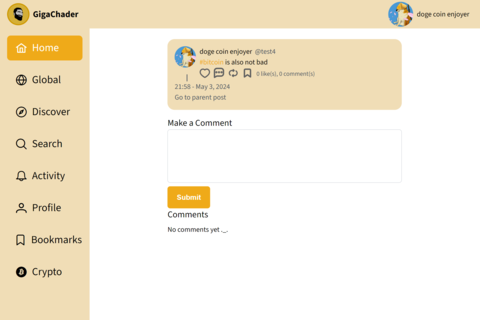 GigaChader
doge coin enjoyer
Home
Global
Discover
Search
Activity
Profile
Bookmarks
Crypto
doge coin enjoyer @test4
#bitcoin is also not bad
0 like(s), 0 comment(s)
21:58 - May 3, 2024
Go to parent post
Make a Comment
Submit
Comments
No comments yet ._.